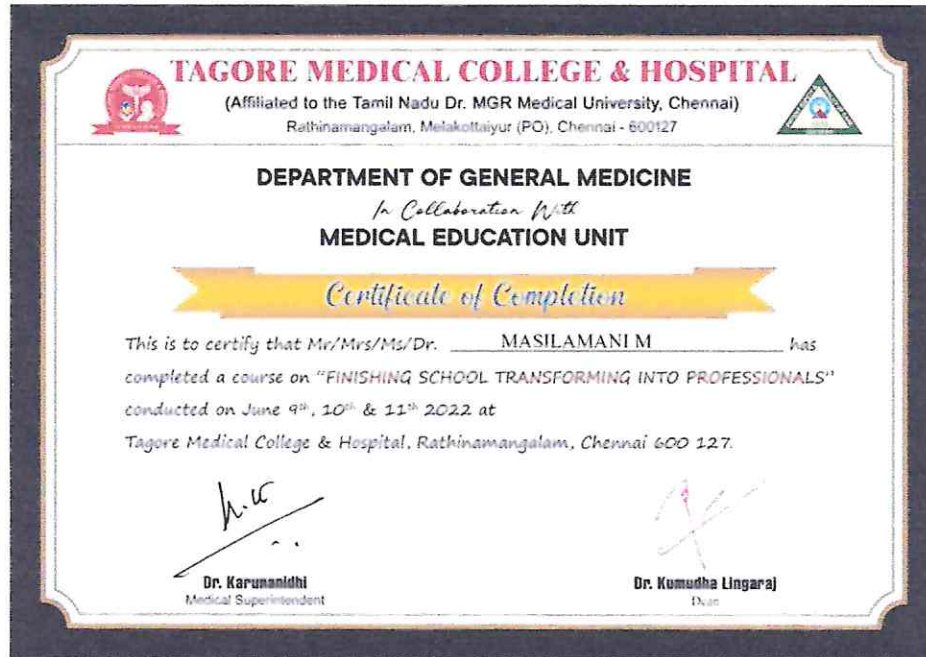 TAGORE MEDICAL COLLEGE & HOSPITAL
(Affiliated to the Tamil Nadu Dr. MGR Medical University, Chennai)
Rathinamangalam, Melakottaiyur (PO), Chennai - 600127
DEPARTMENT OF GENERAL MEDICINE
In Collaboration With
MEDICAL EDUCATION UNIT
Certificate of Completion
This is to certify that Mr/Mrs/Ms/Dr. MASILAMANI M has
completed a course on "FINISHING SCHOOL TRANSFORMING INTO PROFESSIONALS"
conducted on June 9th, 10th & 11th 2022 at
Tagore Medical College & Hospital, Rathinamangalam, Chennai 600 127.
Dr. Karunanidhi
Medical Superintendent
Dr. Kumudha Lingaraj
Dean